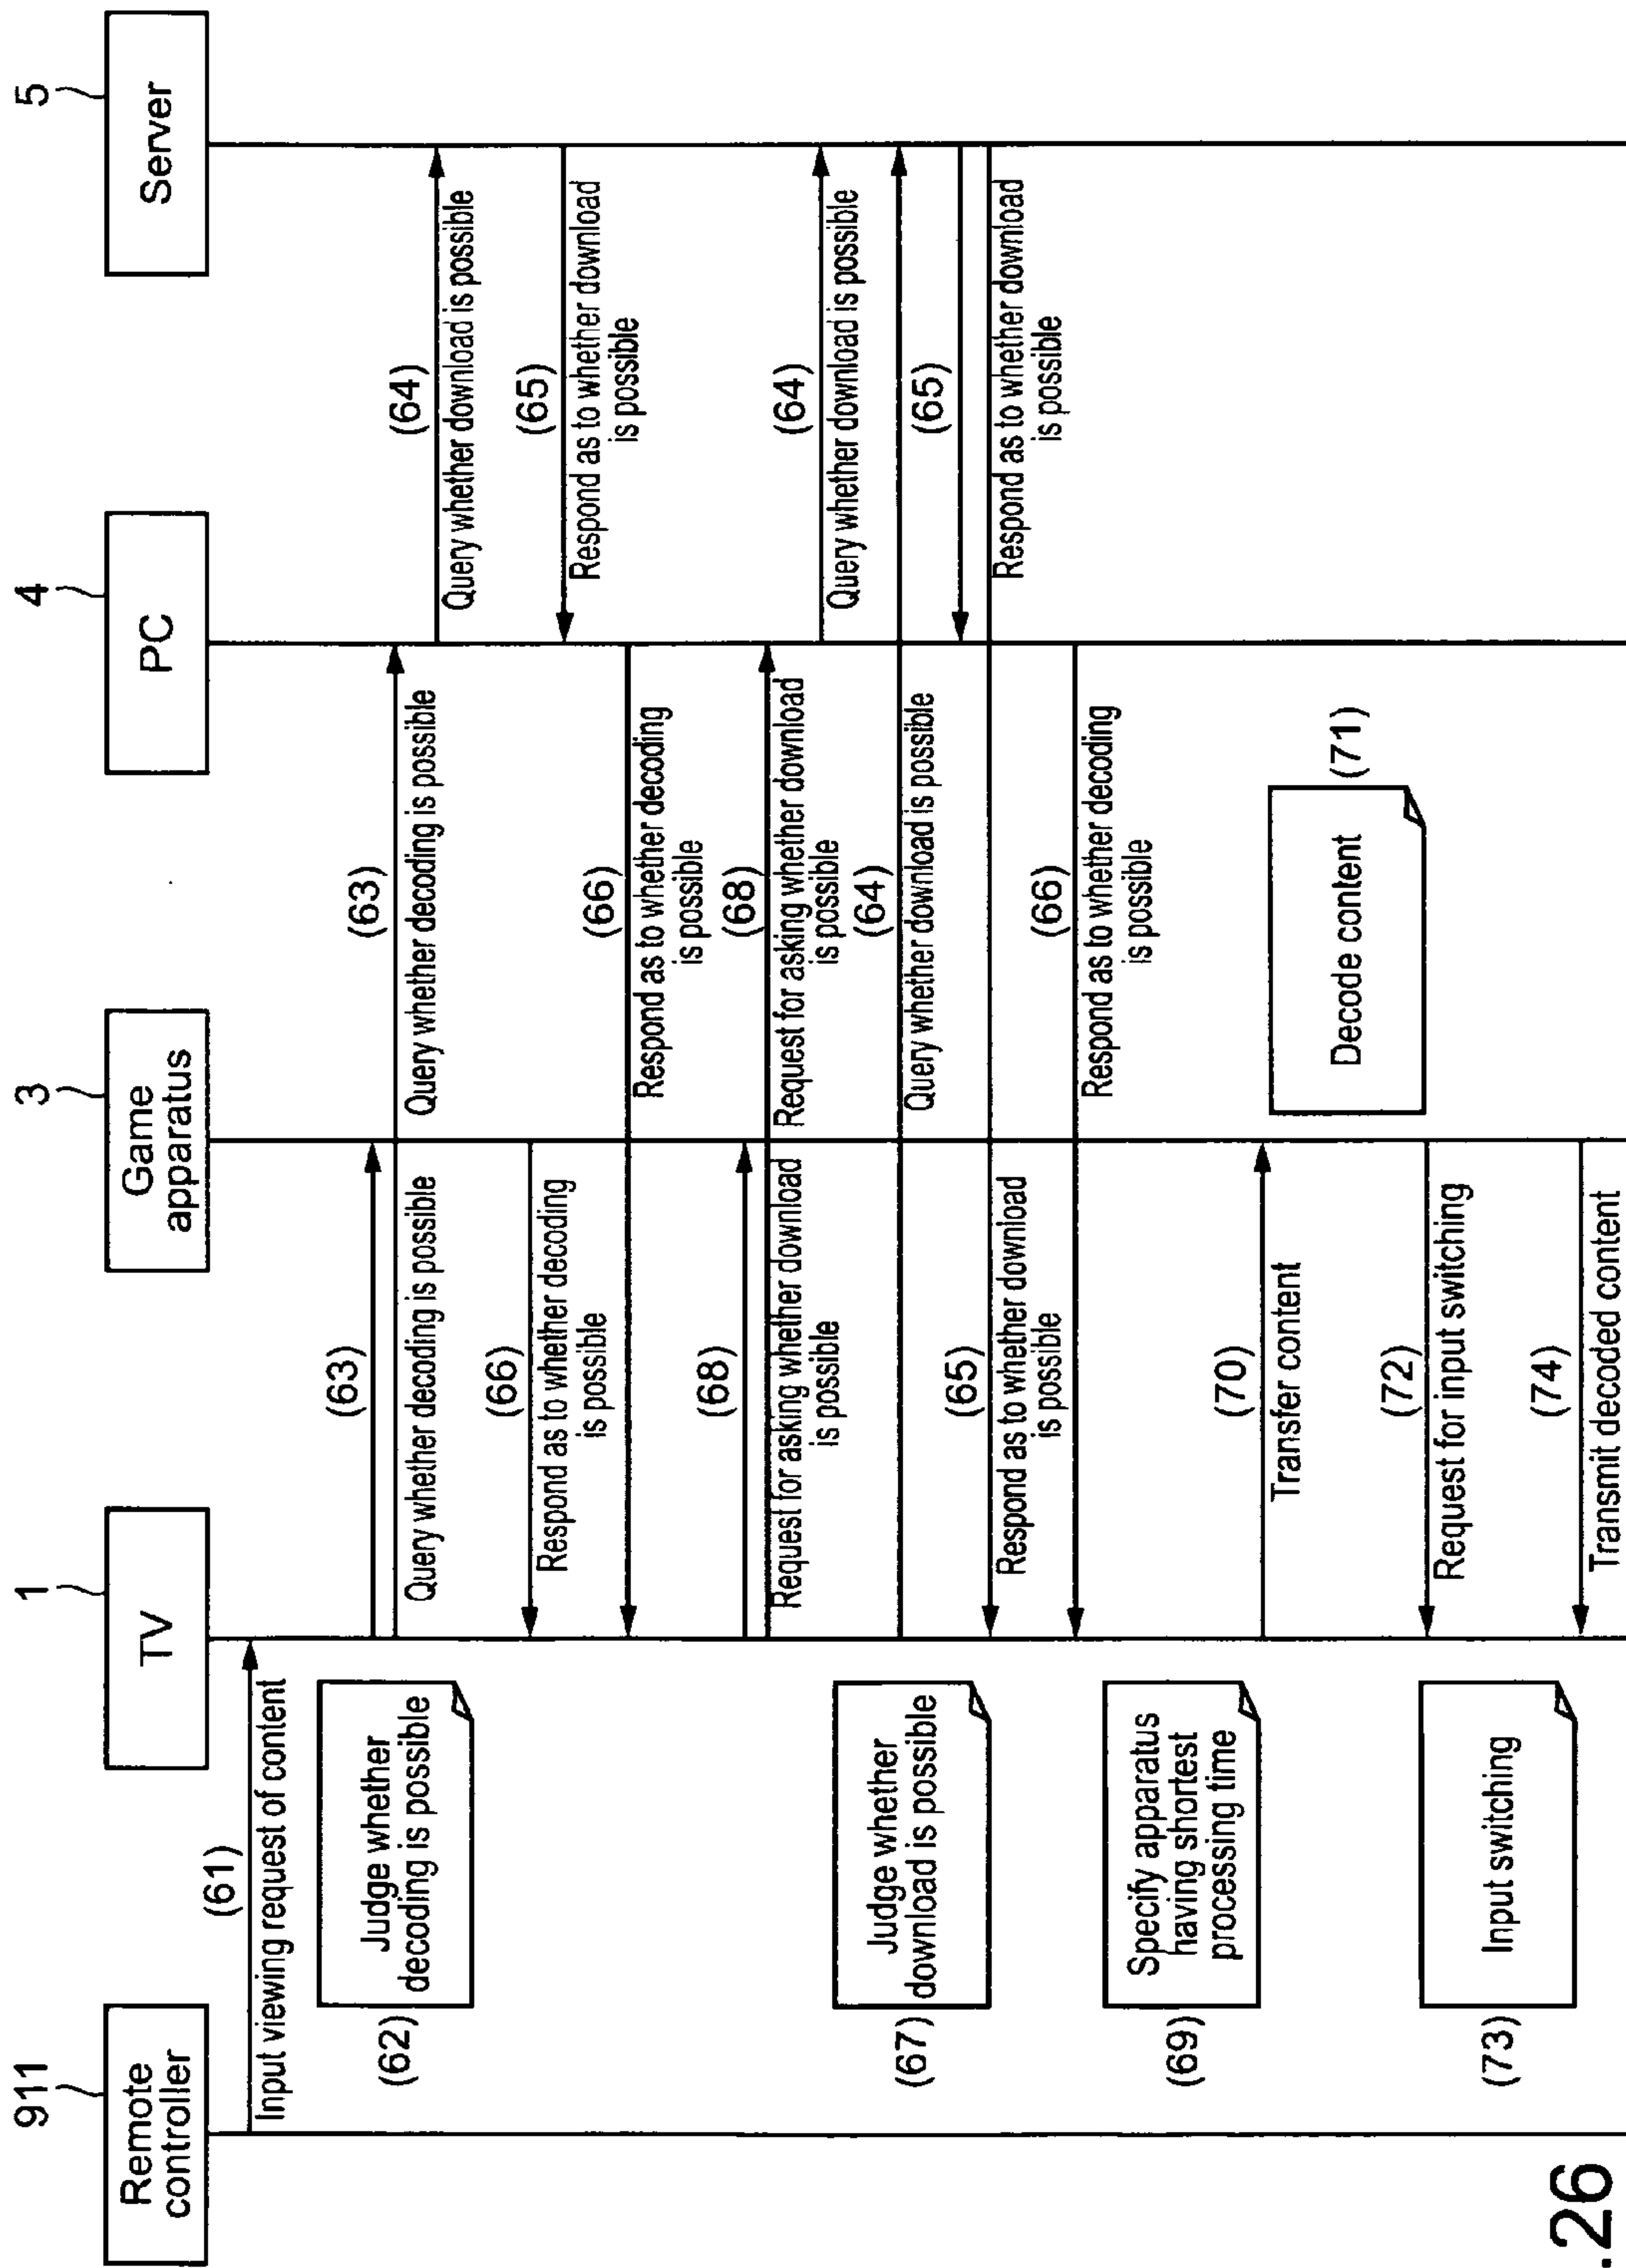 911
Remote
controller
1
TV
3
Game
apparatus
4
PC
5
Server
(61)
Input viewing request of content
(62)
Judge whether
decoding is possible
(63)
Query whether decoding is possible
(63)
Query whether decoding is possible
(64)
Query whether download is possible
(66)
Respond as to whether decoding
is possible
(65)
Respond as to whether download
is possible
(66)
Respond as to whether decoding
is possible
(68)
Request for asking whether download
is possible
(68)
Request for asking whether download
is possible
(64)
Query whether download is possible
(67)
Judge whether
download is possible
(64)
Query whether download is possible
(65)
(65)
Respond as to whether download
is possible
Respond as to whether download
is possible
(66)
Respond as to whether decoding
is possible
(69)
Specify apparatus
having shortest
processing time
(70)
Transfer content
(71)
Decode content
(72)
Request for input switching
(73)
Input switching
(74)
Transmit decoded content
.26